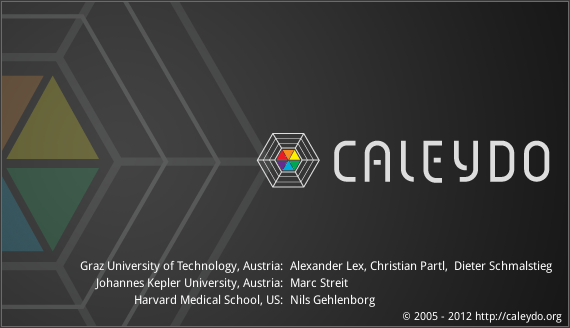 CALEYDO
Graz University of Technology, Austria: Alexander Lex, Christian Partl, Dieter Schmalstieg
Johannes Kepler University, Austria: Marc Streit
Harvard Medical School, US: Nils Gehlenborg
© 2005 - 2012 http://caleydo.org